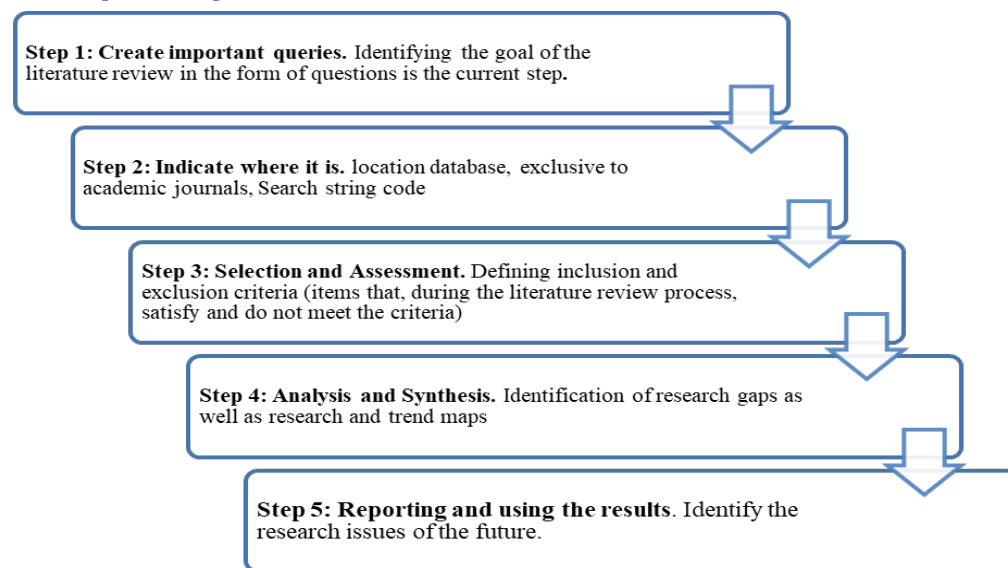 Step 1: Create important queries. Identifying the goal of the
literature review in the form of questions is the current step.
Step 2: Indicate where it is. location database, exclusive to
academic journals, Search string code
Step 3: Selection and Assessment. Defining inclusion and
exclusion criteria (items that, during the literature review process,
satisfy and do not meet the criteria)
Step 4: Analysis and Synthesis. Identification of research gaps as
well as research and trend maps
Step 5: Reporting and using the results. Identify the
research issues of the future.